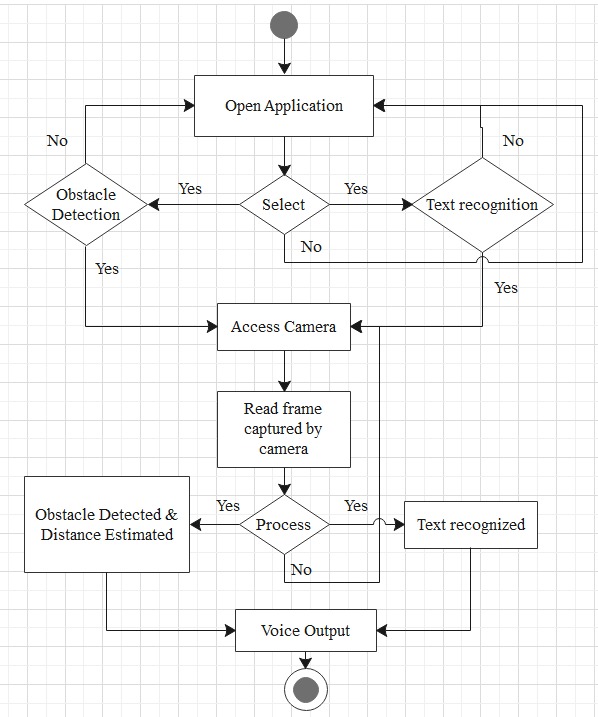 Open Application
No
No
Obstacle
Detection
Yes
Select
Yes
Text recognition
No
Yes
Yes
Access Camera
Read frame
captured by
camera
Obstacle Detected &
Distance Estimated
Yes
Process
Yes
Text recognized
No
Voice Output